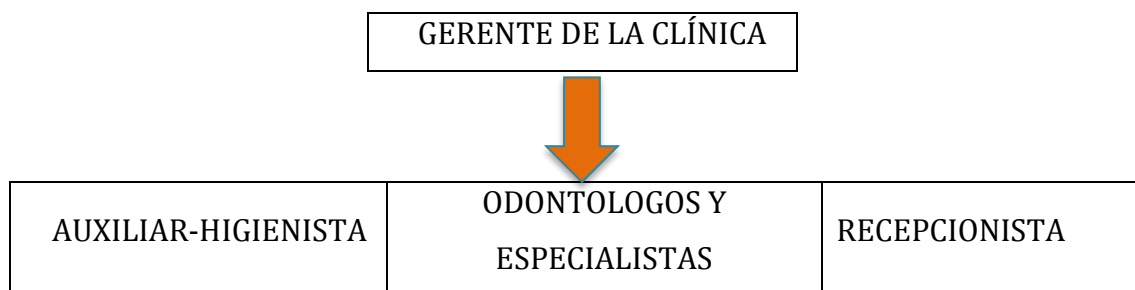 GERENTE DE LA CLÍNICA
AUXILIAR-HIGIENISTA
ODONTOLOGOS Y
ESPECIALISTAS
RECEPCIONISTA